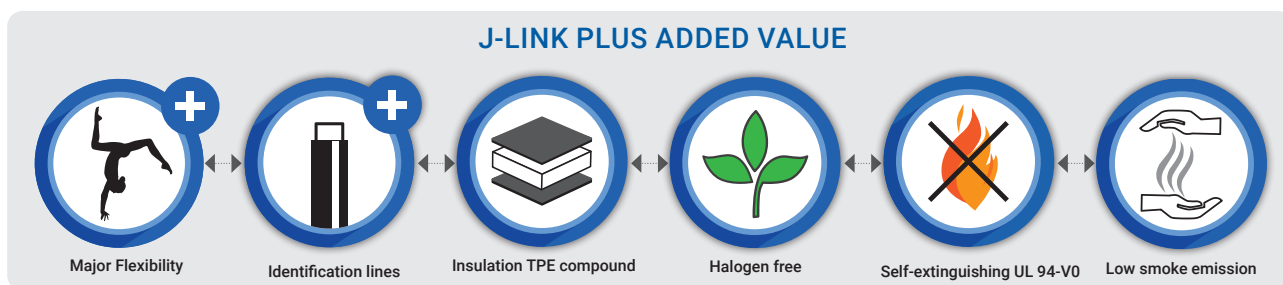 J-LINK PLUS ADDED VALUE
Major Flexibility
Identification lines
Insulation TPE compound
Halogen free
Self-extinguishing UL 94-V0
Low smoke emission